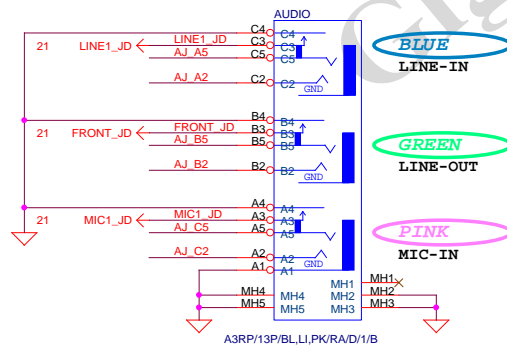 AUDIO
C4 C4
21 LINE1_JD LINE1_JD C3 C3
AJ_A5 C5 C5
BLUE
LINE-IN
AJ_A2 C2 C2
GND
B4 B4
21 FRONT_JD FRONT_JD B3 B3
AJ_B5 B5 B5
GREEN
LINE-OUT
AJ_B2 B2 B2
GND
A4 A4
21 MIC1_JD MIC1_JD A3 A3
AJ_C5 A5 A5
PINK
MIC-IN
AJ_C2 A2 A2
GND
A1 A1
MH1 MH1
MH4 MH4 MH2 MH2
MH5 MH5 MH3 MH3
A3RP/13P/BL,LI,PK/RA/D/1/B